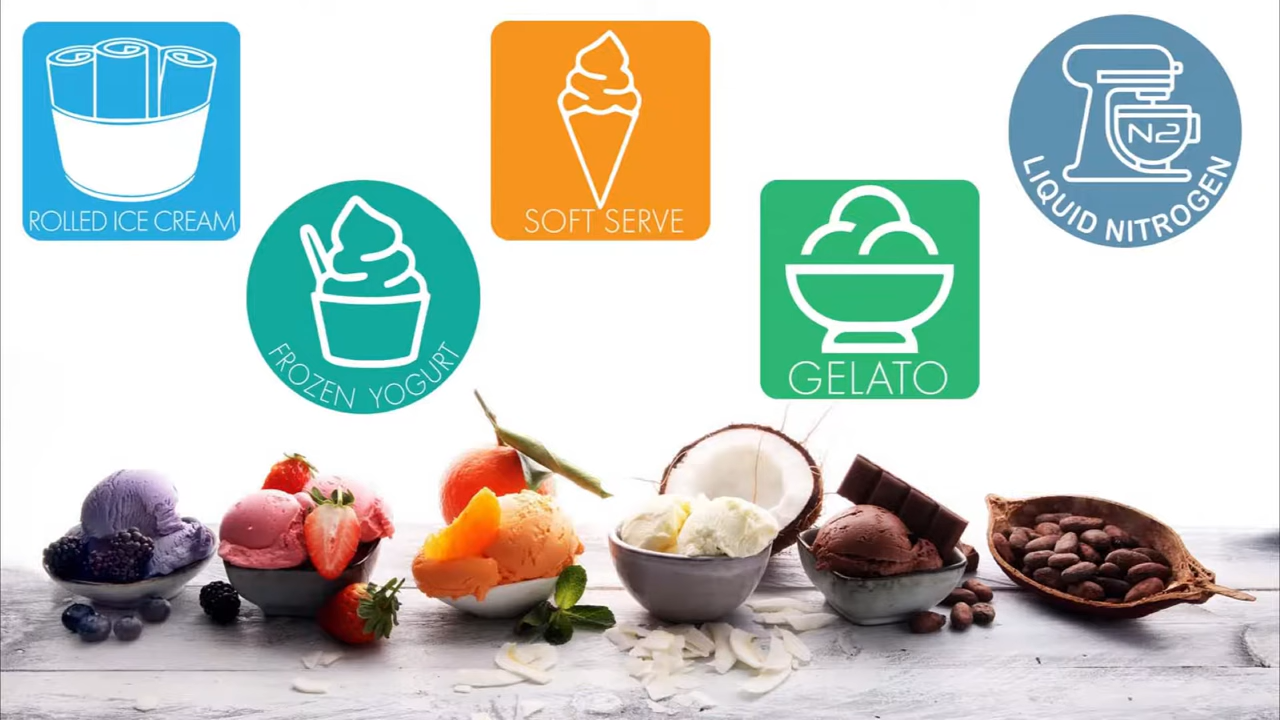 ROLLED ICE CREAM
SOFT SERVE
N2
LIQUID NITROGEN
FROZEN YOGURT
GELATO